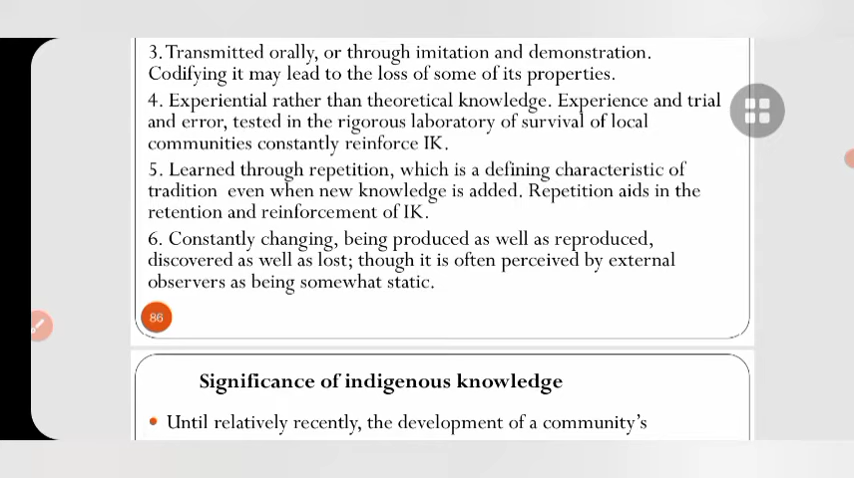 3. Transmitted orally, or through imitation and demonstration.
Codifying it may lead to the loss of some of its properties.
4. Experiential rather than theoretical knowledge. Experience and trial
and error, tested in the rigorous laboratory of survival of local
communities constantly reinforce IK.
5. Learned through repetition, which is a defining characteristic of
tradition even when new knowledge is added. Repetition aids in the
retention and reinforcement of IK.
6. Constantly changing, being produced as well as reproduced,
discovered as well as lost; though it is often perceived by external
observers as being somewhat static.
86
Significance of indigenous knowledge
• Until relatively recently, the development of a community’s